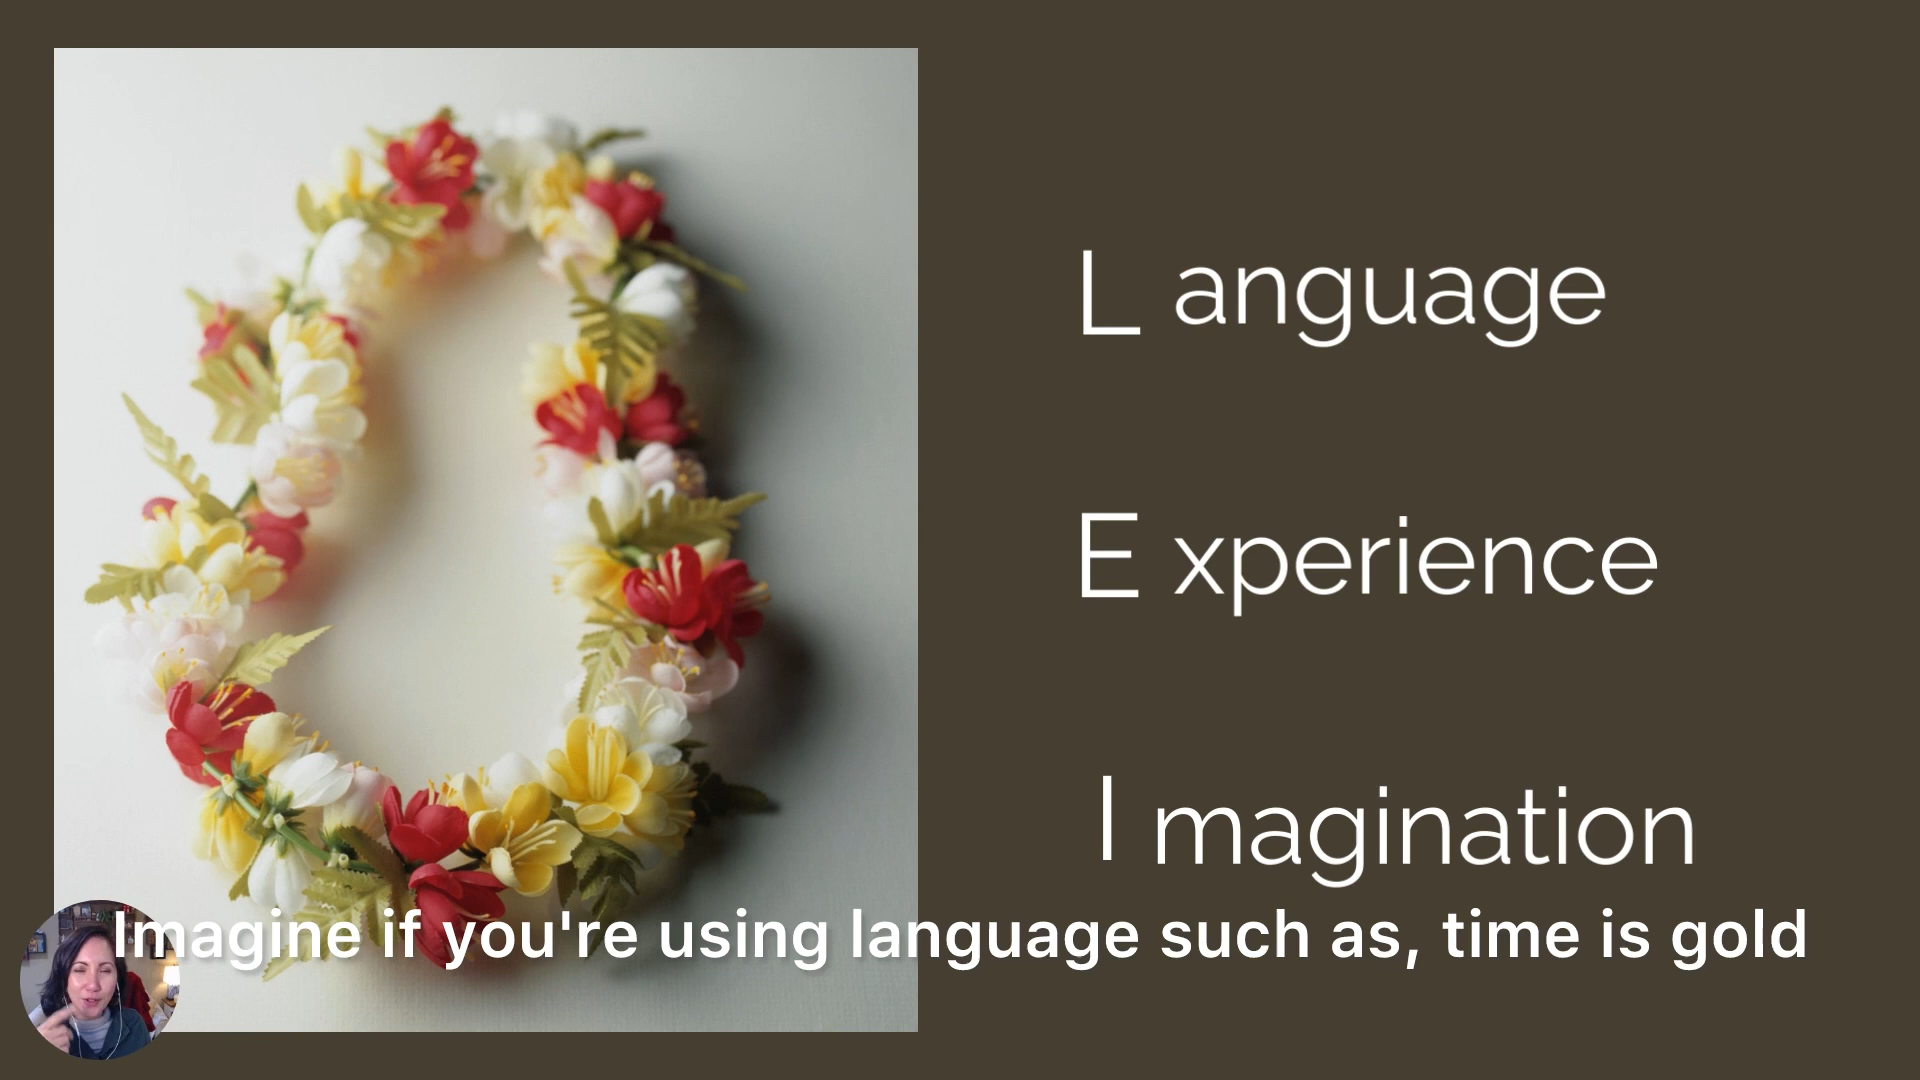 L anguage
E xperience
I magination
Imagine if you're using language such as, time is gold